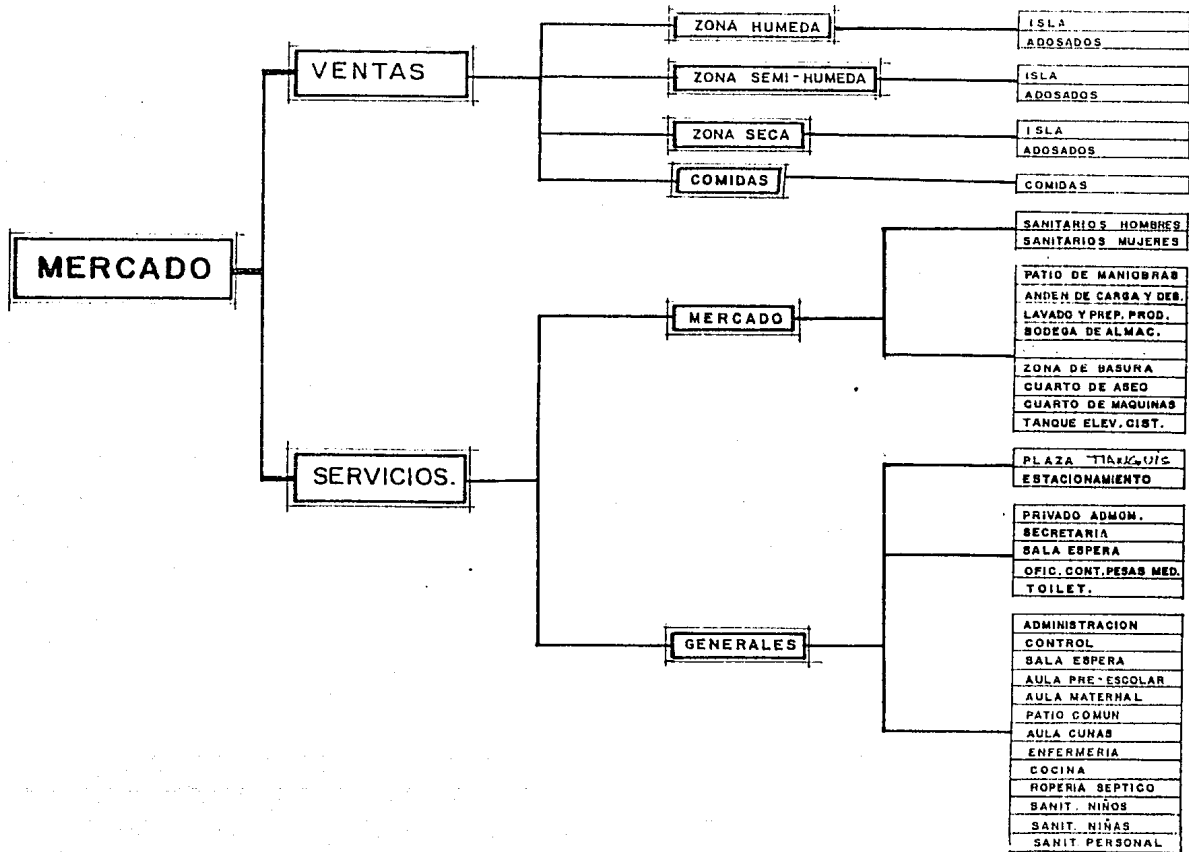 MERCADO
VENTAS
ZONA HUMEDA
ISLA
ADOSADOS
ZONA SEMI-HUMEDA
ISLA
ADOSADOS
ZONA SECA
ISLA
ADOSADOS
COMIDAS
COMIDAS
SERVICIOS.
MERCADO
SANITARIOS HOMBRES
SANITARIOS MUJERES
PATIO DE MANIOBRAS
ANDEN DE CARGA Y DES.
LAVADO Y PREP. PROD.
BODEGA DE ALMAC.
ZONA DE BASURA
CUARTO DE ASEO
CUARTO DE MAQUINAS
TANQUE ELEV. CIST.
GENERALES
PLAZA TIANGUIS
ESTACIONAMIENTO
PRIVADO ADMON.
SECRETARIA
SALA ESPERA
OFIC. CONT. PESAS MED.
TOILET.
ADMINISTRACION
CONTROL
SALA ESPERA
AULA PRE-ESCOLAR
AULA MATERNAL
PATIO COMUN
AULA CUNAS
ENFERMERIA
COCINA
ROPERIA SEPTICO
SANIT. NIÑOS
SANIT. NIÑAS
SANIT. PERSONAL